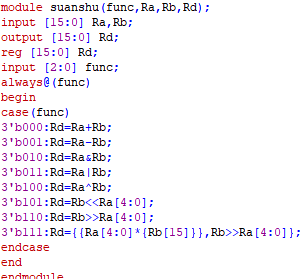 module suanshu(func,Ra,Rb,Rd);
input [15:0] Ra,Rb;
output [15:0] Rd;
reg [15:0] Rd;
input [2:0] func;
always@(func)
begin
case(func)
3'b000:Rd=Ra+Rb;
3'b001:Rd=Ra-Rb;
3'b010:Rd=Ra&Rb;
3'b011:Rd=Ra|Rb;
3'b100:Rd=Ra^Rb;
3'b101:Rd=Rb<<Ra[4:0];
3'b110:Rd=Rb>>Ra[4:0];
3'b111:Rd={{Ra[4:0]*{Rb[15]}},Rb>>Ra[4:0]};
endcase
end
endmodule